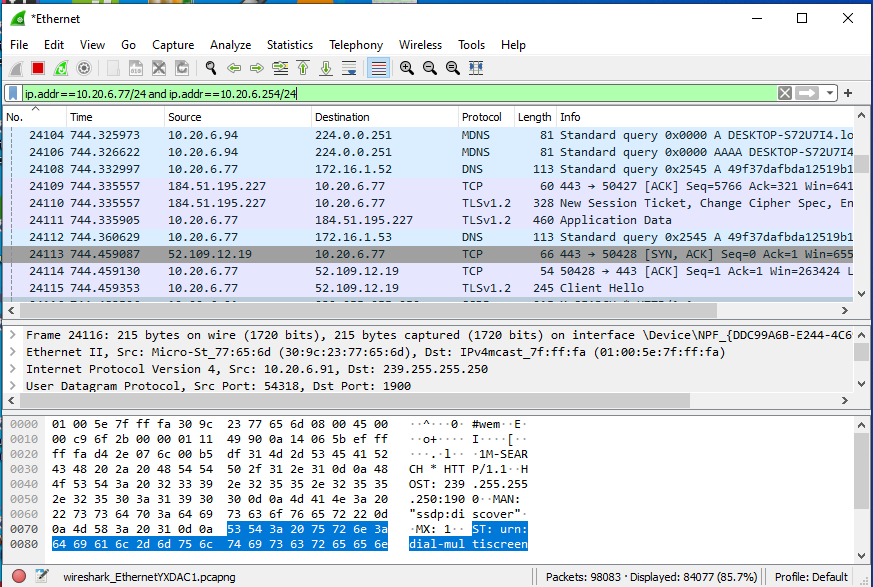 *Ethernet
File Edit View Go Capture Analyze Statistics Telephony Wireless Tools Help
ip.addr==10.20.6.77/24 and ip.addr==10.20.6.254/24
No. Time Source Destination Protocol Length Info
24104 744.325973 10.20.6.94 224.0.0.251 MDNS 81 Standard query 0x0000 A DESKTOP-S72U7I4.lo
24106 744.326622 10.20.6.94 224.0.0.251 MDNS 81 Standard query 0x0000 AAAA DESKTOP-S72U7I4
24108 744.332997 10.20.6.77 172.16.1.52 DNS 113 Standard query 0x2545 A 49f37dafbda12519b1
24109 744.335557 184.51.195.227 10.20.6.77 TCP 60 443 → 50427 [ACK] Seq=5766 Ack=321 Win=641
24110 744.335557 184.51.195.227 10.20.6.77 TLSv1.2 328 New Session Ticket, Change Cipher Spec, En
24111 744.335905 10.20.6.77 184.51.195.227 TLSv1.2 460 Application Data
24112 744.360629 10.20.6.77 172.16.1.53 DNS 113 Standard query 0x2545 A 49f37dafbda12519b1
24113 744.459087 52.109.12.19 10.20.6.77 TCP 66 443 → 50428 [SYN, ACK] Seq=0 Ack=1 Win=655
24114 744.459130 10.20.6.77 52.109.12.19 TCP 54 50428 → 443 [ACK] Seq=1 Ack=1 Win=263424 L
24115 744.459353 10.20.6.77 52.109.12.19 TLSv1.2 245 Client Hello
Frame 24116: 215 bytes on wire (1720 bits), 215 bytes captured (1720 bits) on interface \Device\NPF_{DDC99A6B-E244-4C6
Ethernet II, Src: Micro-St_77:65:6d (30:9c:23:77:65:6d), Dst: IPv4mcast_7f:ff:fa (01:00:5e:7f:ff:fa)
Internet Protocol Version 4, Src: 10.20.6.91, Dst: 239.255.255.250
User Datagram Protocol, Src Port: 54318, Dst Port: 1900
0000 01 00 5e 7f ff fa 30 9c 23 77 65 6d 08 00 45 00 ··^···0· #wem··E·
0010 00 c9 6f 2b 00 00 01 11 49 90 0a 14 06 5b ef ff ··o+···· I····[··
0020 ff fa d4 2e 07 6c 00 b5 df 31 4d 2d 53 45 41 52 ···.·l·· ·1M-SEAR
0030 43 48 20 2a 20 48 54 54 50 2f 31 2e 31 0d 0a 48 CH * HTT P/1.1··H
0040 4f 53 54 3a 20 32 33 39 2e 32 35 35 2e 32 35 35 OST: 239 .255.255
0050 2e 32 35 30 3a 31 39 30 30 0d 0a 4d 41 4e 3a 20 .250:190 0··MAN:
0060 22 73 73 64 70 3a 64 69 73 63 6f 76 65 72 22 0d "ssdp:di scover"·
0070 0a 4d 58 3a 20 31 0d 0a 53 54 3a 20 75 72 6e 3a ·MX: 1·· ST: urn:
0080 64 69 61 6c 2d 6d 75 6c 74 69 73 63 72 65 65 6e dial-mul tiscreen
wireshark_EthernetYXDAC1.pcapng Packets: 98083 · Displayed: 84077 (85.7%) Profile: Default